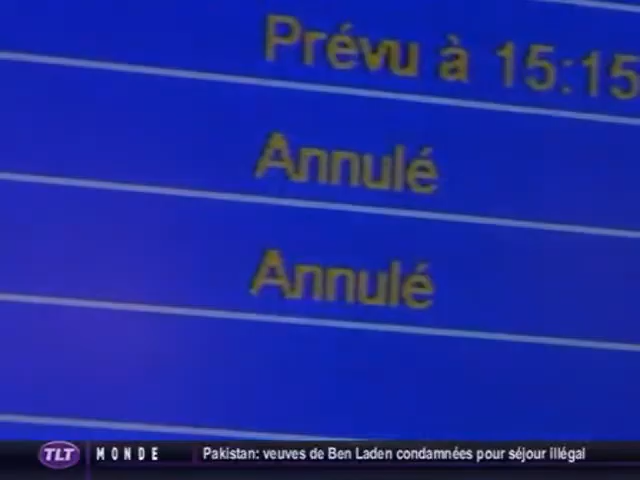 Prévu à 15:15
Annulé
Annulé
TLT MONDE Pakistan: veuves de Ben Laden condamnées pour séjour illégal